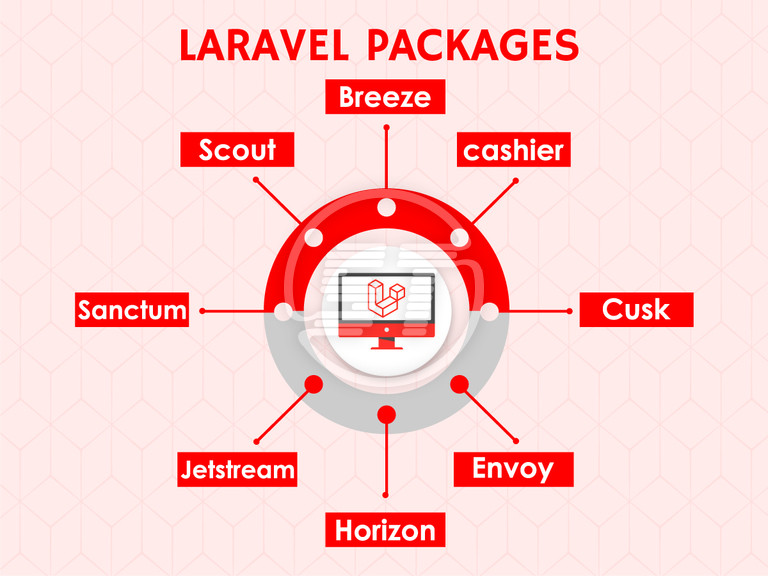 LARAVEL PACKAGES
Breeze
Scout
cashier
Sanctum
Cusk
Jetstream
Envoy
Horizon